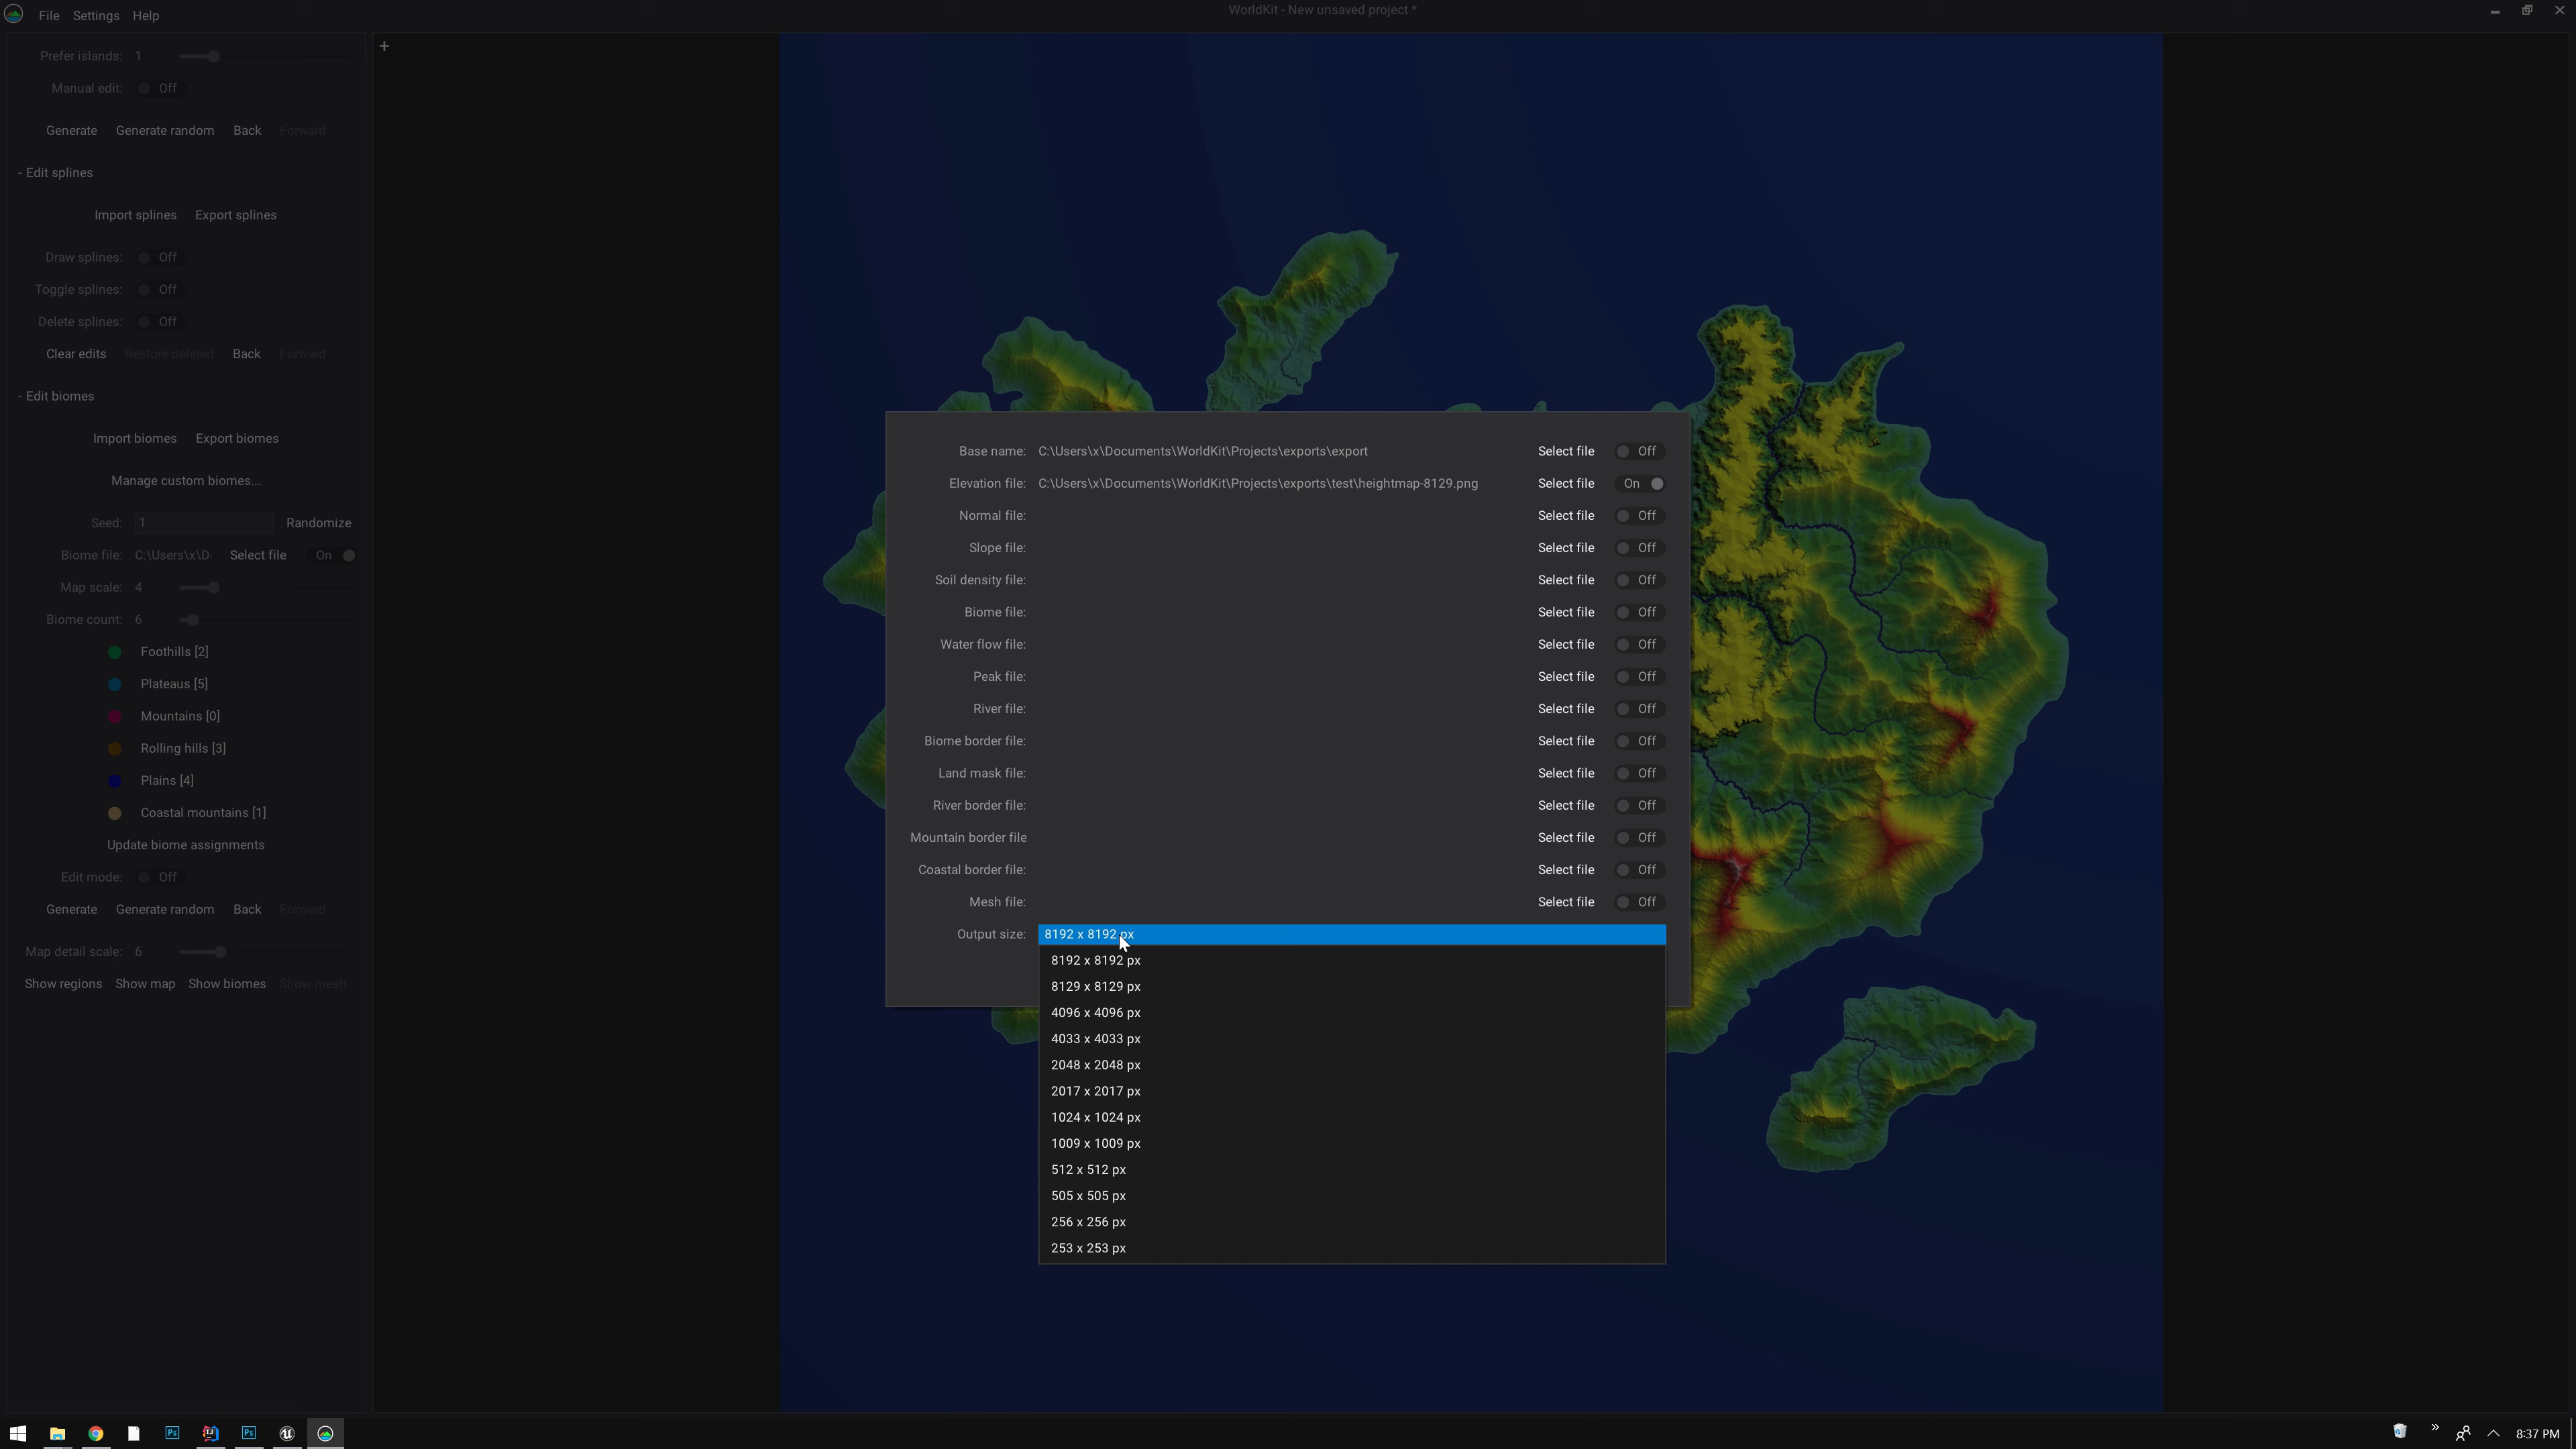 File Settings Help
WorldKit - New unsaved project *
Prefer islands: 1
Manual edit: Off
Generate Generate random Back Forward
- Edit splines
Import splines Export splines
Draw splines: Off
Toggle splines: Off
Delete splines: Off
Clear edits Restore deleted Back Forward
- Edit biomes
Import biomes Export biomes
Manage custom biomes...
Seed: 1 Randomize
Biome file: C:\Users\x\D Select file On
Map scale: 4
Biome count: 6
Foothills [2]
Plateaus [5]
Mountains [0]
Rolling hills [3]
Plains [4]
Coastal mountains [1]
Update biome assignments
Edit mode: Off
Generate Generate random Back Forward
Map detail scale: 6
Show regions Show map Show biomes Show mesh
+
Base name: C:\Users\x\Documents\WorldKit\Projects\exports\export Select file Off
Elevation file: C:\Users\x\Documents\WorldKit\Projects\exports\test\heightmap-8129.png Select file On
Normal file: Select file Off
Slope file: Select file Off
Soil density file: Select file Off
Biome file: Select file Off
Water flow file: Select file Off
Peak file: Select file Off
River file: Select file Off
Biome border file: Select file Off
Land mask file: Select file Off
River border file: Select file Off
Mountain border file Select file Off
Coastal border file: Select file Off
Mesh file: Select file Off
Output size: 8192 x 8192 px
8192 x 8192 px
8129 x 8129 px
4096 x 4096 px
4033 x 4033 px
2048 x 2048 px
2017 x 2017 px
1024 x 1024 px
1009 x 1009 px
512 x 512 px
505 x 505 px
256 x 256 px
253 x 253 px
Ps
IJ
Ps
8:37 PM